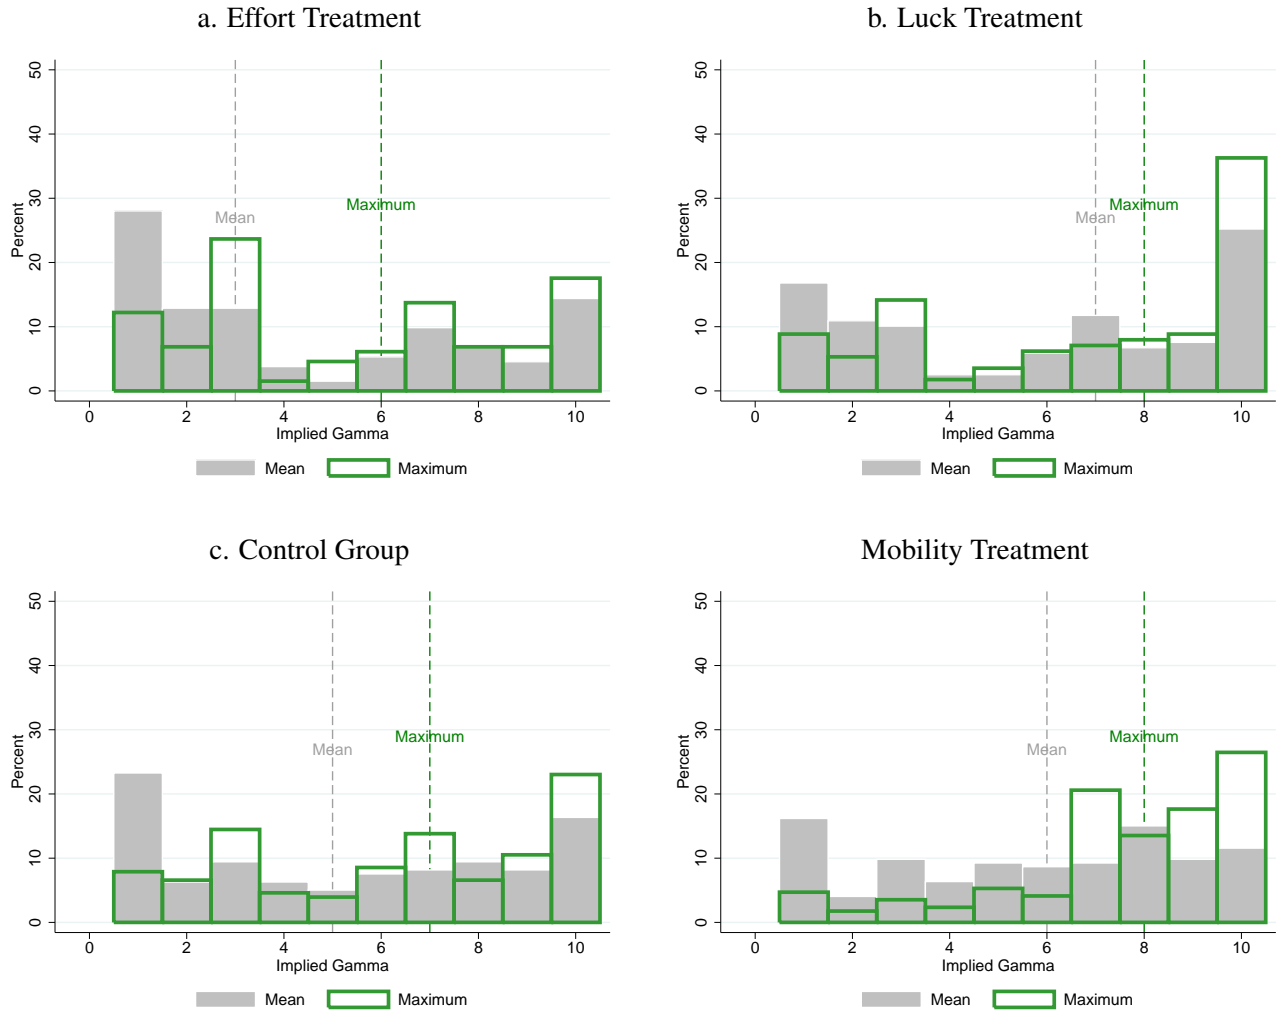 a. Effort Treatment
50
40
30
20
10
0
Percent
Maximum
Mean
0 2 4 6 8 10
Implied Gamma
Mean Maximum
b. Luck Treatment
50
40
30
20
10
0
Percent
Maximum
Mean
0 2 4 6 8 10
Implied Gamma
Mean Maximum
c. Control Group
50
40
30
20
10
0
Percent
Maximum
Mean
0 2 4 6 8 10
Implied Gamma
Mean Maximum
Mobility Treatment
50
40
30
20
10
0
Percent
Maximum
Mean
0 2 4 6 8 10
Implied Gamma
Mean Maximum